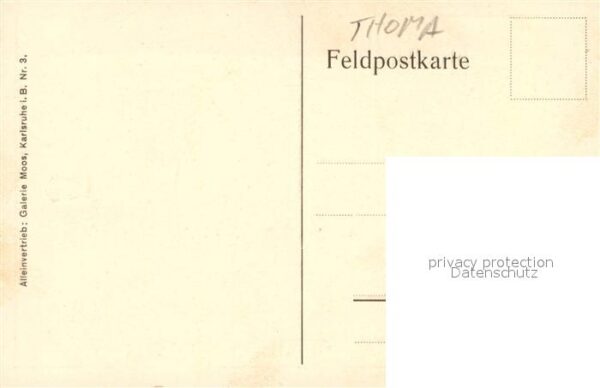 THOMA
Feldpostkarte
Alleinvertrieb: Galerie Moos, Karlsruhe i. B. Nr. 3.
privacy protection
Datenschutz